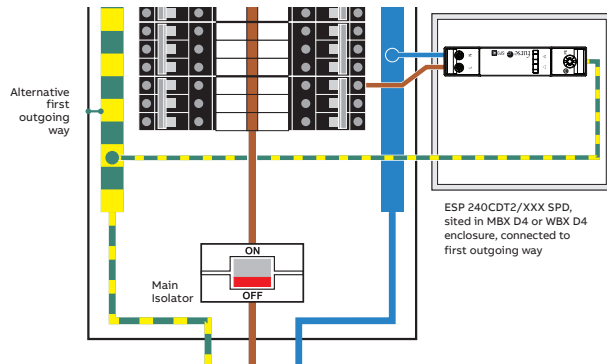 Alternative
first
outgoing
way
ESP 240CDT2/XXX SPD,
sited in MBX D4 or WBX D4
enclosure, connected to
first outgoing way
ON
Main
Isolator
OFF